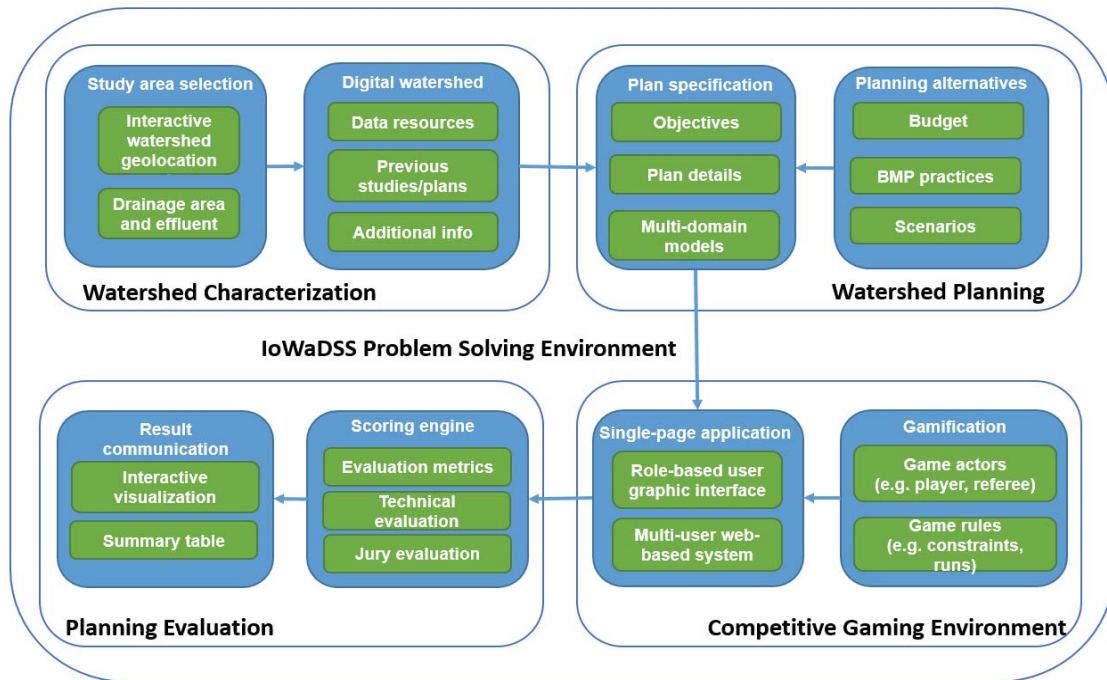 Study area selection
Interactive
watershed
geolocation
Drainage area
and effluent
Digital watershed
Data resources
Previous
studies/plans
Additional info
Watershed Characterization
Plan specification
Objectives
Plan details
Multi-domain
models
Planning alternatives
Budget
BMP practices
Scenarios
Watershed Planning
IoWaDSS Problem Solving Environment
Result
communication
Interactive
visualization
Summary table
Scoring engine
Evaluation metrics
Technical
evaluation
Jury evaluation
Planning Evaluation
Single-page application
Role-based user
graphic interface
Multi-user web-
based system
Gamification
Game actors
(e.g. player, referee)
Game rules
(e.g. constraints,
runs)
Competitive Gaming Environment